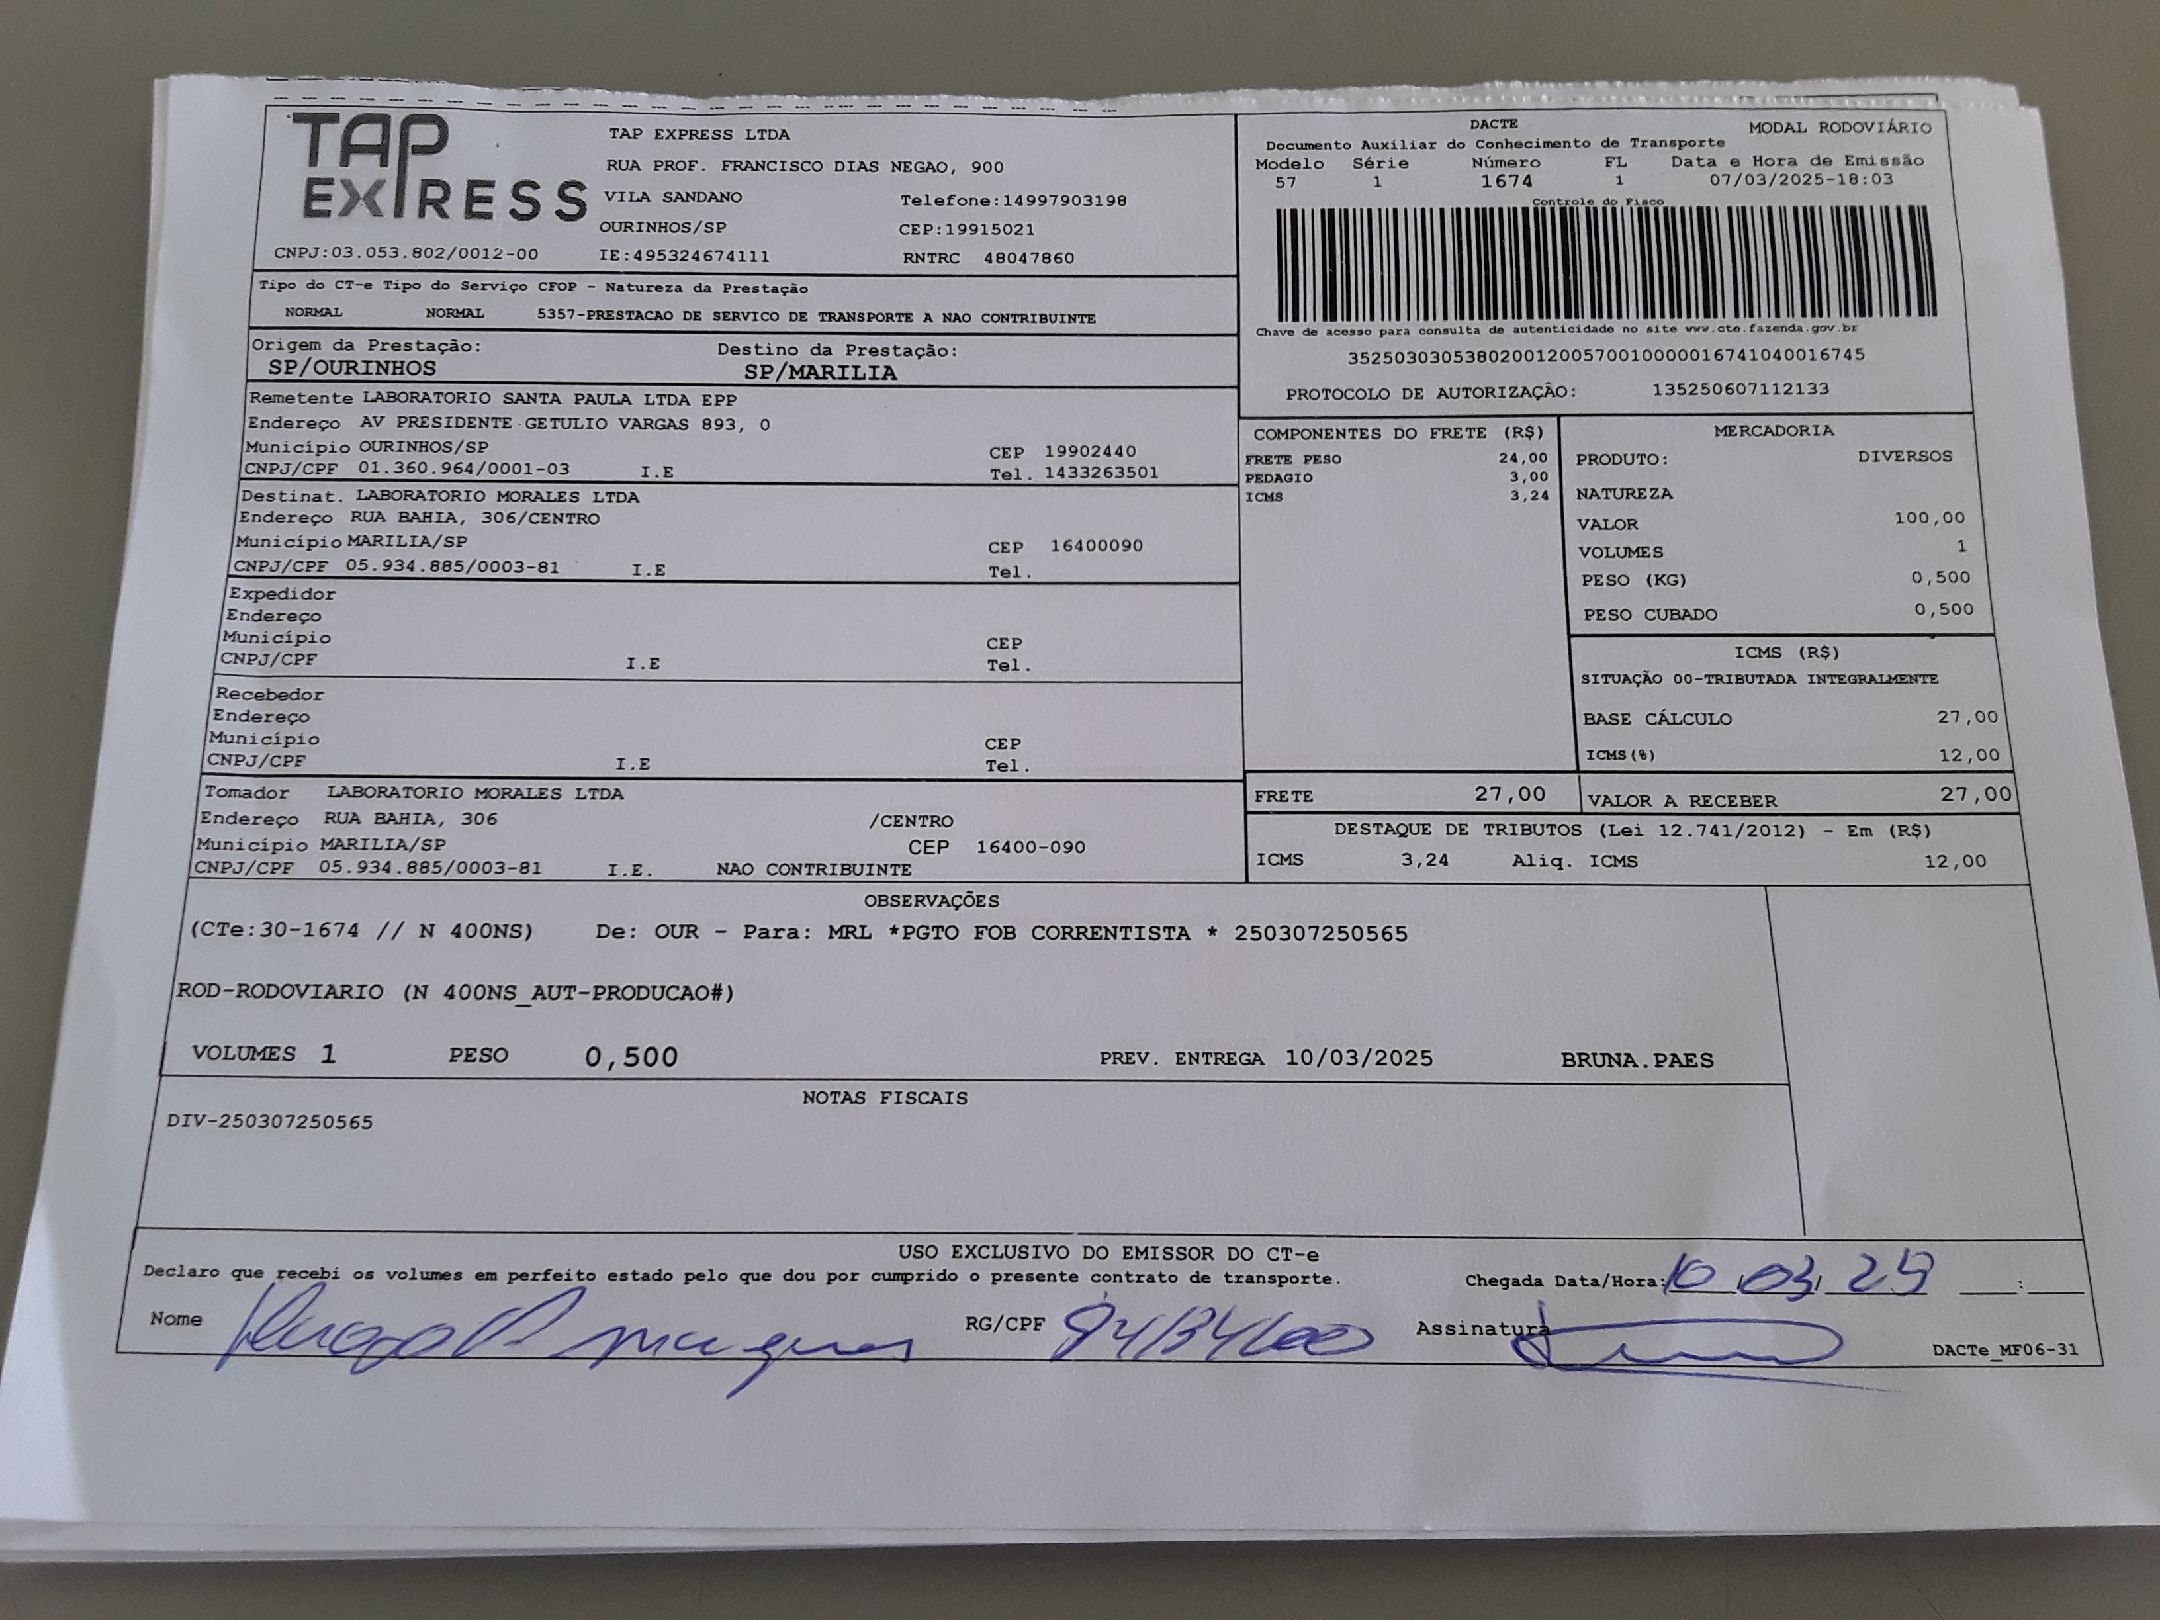 TAP EXPRESS
TAP EXPRESS LTDA
RUA PROF. FRANCISCO DIAS NEGAO, 900
VILA SANDANO Telefone:14997903198
OURINHOS/SP CEP:19915021
CNPJ:03.053.802/0012-00 IE:495324674111 RNTRC 48047860
DACTE MODAL RODOVIÁRIO
Documento Auxiliar do Conhecimento de Transporte
Modelo Série Número FL Data e Hora de Emissão
57 1 1674 1 07/03/2025-18:03
Controle do Fisco
Chave de acesso para consulta de autenticidade no site www.cte.fazenda.gov.br
35250303053802001200570010000016741040016745
PROTOCOLO DE AUTORIZAÇÃO: 135250607112133
Tipo do CT-e Tipo do Serviço CFOP - Natureza da Prestação
NORMAL NORMAL 5357-PRESTACAO DE SERVICO DE TRANSPORTE A NAO CONTRIBUINTE
Origem da Prestação: Destino da Prestação:
SP/OURINHOS SP/MARILIA
Remetente LABORATORIO SANTA PAULA LTDA EPP
Endereço AV PRESIDENTE GETULIO VARGAS 893, 0
Município OURINHOS/SP CEP 19902440
CNPJ/CPF 01.360.964/0001-03 I.E Tel. 1433263501
Destinat. LABORATORIO MORALES LTDA
Endereço RUA BAHIA, 306/CENTRO
Município MARILIA/SP CEP 16400090
CNPJ/CPF 05.934.885/0003-81 I.E Tel.
Expedidor
Endereço
Município CEP
CNPJ/CPF I.E Tel.
Recebedor
Endereço
Município CEP
CNPJ/CPF I.E Tel.
Tomador LABORATORIO MORALES LTDA
Endereço RUA BAHIA, 306 /CENTRO
Município MARILIA/SP CEP 16400-090
CNPJ/CPF 05.934.885/0003-81 I.E. NAO CONTRIBUINTE
COMPONENTES DO FRETE (R$)
FRETE PESO 24,00
PEDAGIO 3,00
ICMS 3,24
MERCADORIA
PRODUTO: DIVERSOS
NATUREZA
VALOR 100,00
VOLUMES 1
PESO (KG) 0,500
PESO CUBADO 0,500
ICMS (R$)
SITUAÇÃO 00-TRIBUTADA INTEGRALMENTE
BASE CÁLCULO 27,00
ICMS(%) 12,00
FRETE 27,00 VALOR A RECEBER 27,00
DESTAQUE DE TRIBUTOS (Lei 12.741/2012) - Em (R$)
ICMS 3,24 Aliq. ICMS 12,00
OBSERVAÇÕES
(CTe:30-1674 // N 400NS) De: OUR - Para: MRL *PGTO FOB CORRENTISTA * 250307250565
ROD-RODOVIARIO (N 400NS_AUT-PRODUCAO#)
VOLUMES 1 PESO 0,500 PREV. ENTREGA 10/03/2025 BRUNA.PAES
NOTAS FISCAIS
DIV-250307250565
USO EXCLUSIVO DO EMISSOR DO CT-e
Declaro que recebi os volumes em perfeito estado pelo que dou por cumprido o presente contrato de transporte. Chegada Data/Hora: 10/03/25 __:__
Nome RG/CPF Assinatura
DACTe_MF06-31